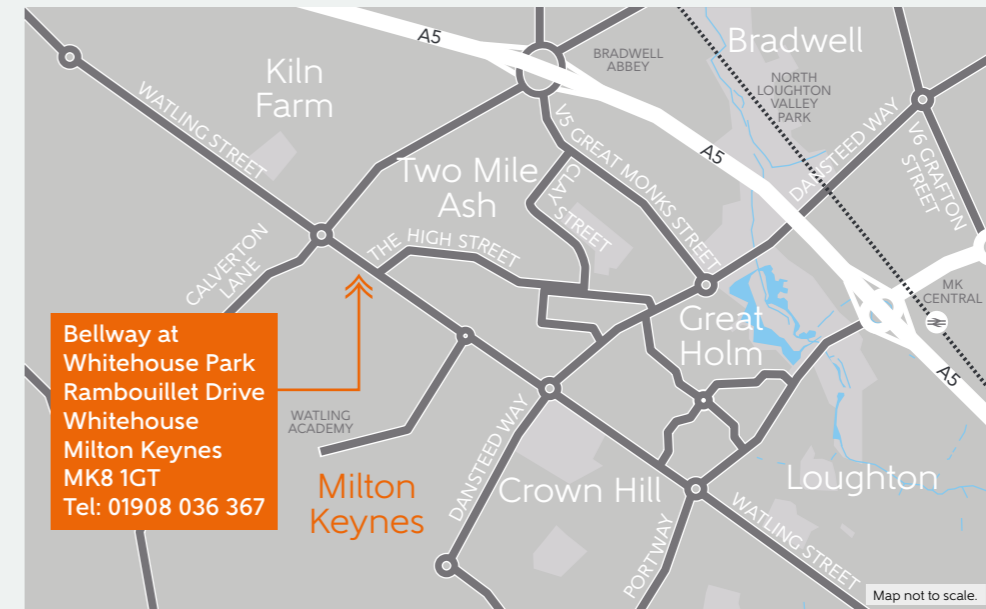 A5
Bradwell
BRADWELL
ABBEY
Kiln
Farm
NORTH
LOUGHTON
VALLEY
PARK
WATLING STREET
V5 GREAT MONKS STREET
DANSTEED WAY
V6 GRAFTON
STREET
A5
Two Mile
Ash
CLAY
STREET
THE HIGH STREET
CALVERTON
LANE
MK
CENTRAL
Great
Holm
A5
Bellway at
Whitehouse Park
Rambouillet Drive
Whitehouse
Milton Keynes
MK8 1GT
Tel: 01908 036 367
WATLING
ACADEMY
Milton
Keynes
DANSTEED WAY
Crown Hill
Loughton
PORTWAY
WATLING STREET
Map not to scale.